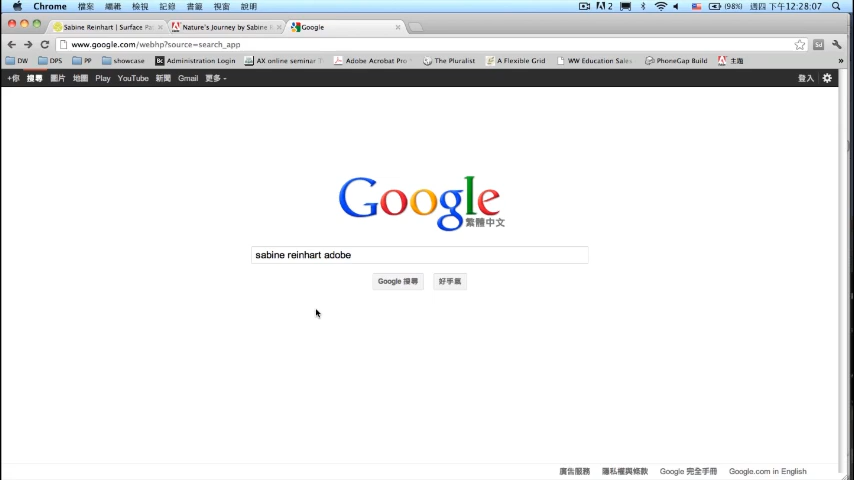 Chrome 檔案 編輯 檢視 記錄 書籤 視窗 說明 2 (98%) 週四 下午12:28:07
Sabine Reinhart | Surface Pa Nature's Journey by Sabine R Google
www.google.com/webhp?source=search_app Sd
DW DPS PP showcase Bc Administration Login AX online seminar T Adobe Acrobat Pro The Pluralist A Flexible Grid WW Education Sales PhoneGap Build 主題 »
+你 搜尋 圖片 地圖 Play YouTube 新聞 Gmail 更多 登入
Google
繁體中文
sabine reinhart adobe
Google 搜尋 好手氣
廣告服務 隱私權與條款 Google 完全手冊 Google.com in English